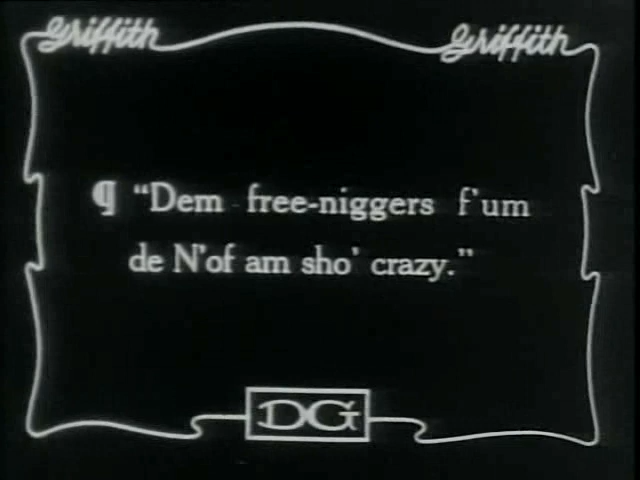 Griffith Griffith
¶ “Dem free-niggers f'um
de N'of am sho' crazy.”
DG